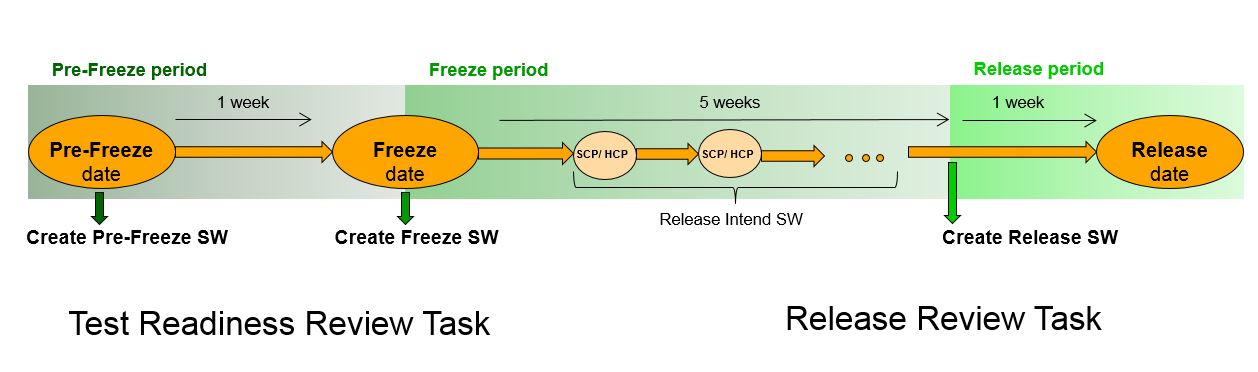 Pre-Freeze period
Freeze period
Release period
1 week
5 weeks
1 week
Pre-Freeze
date
Freeze
date
SCP/ HCP
SCP/ HCP
Release
date
Release Intend SW
Create Pre-Freeze SW
Create Freeze SW
Create Release SW
Test Readiness Review Task
Release Review Task